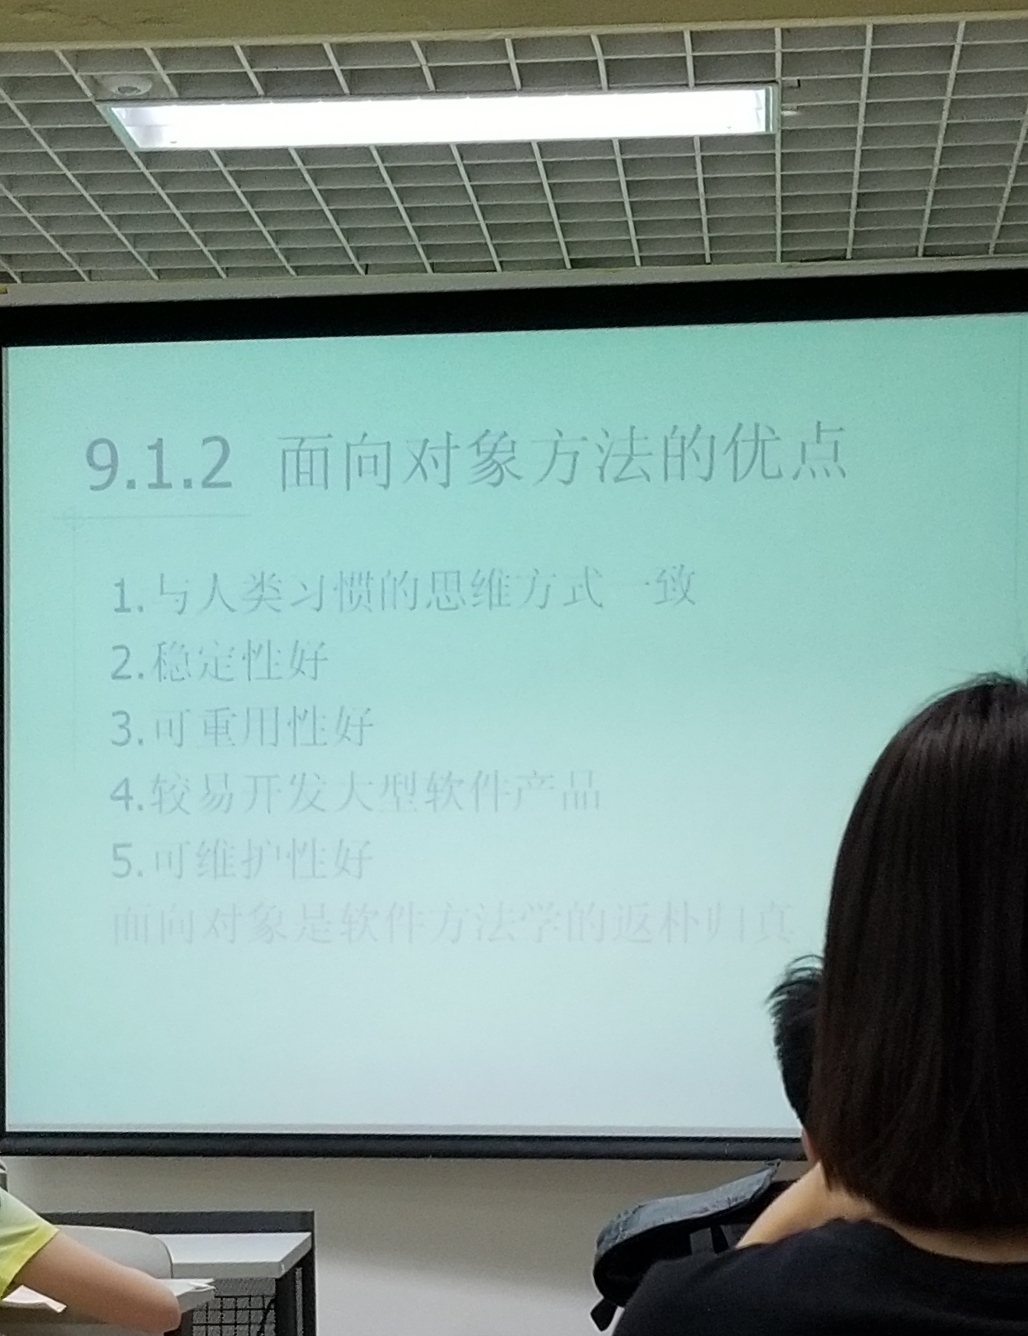 9.1.2 面向对象方法的优点
1.与人类习惯的思维方式一致
2.稳定性好
3.可重用性好
4.较易开发大型软件产品
5.可维护性好
面向对象是软件方法学的返朴归真